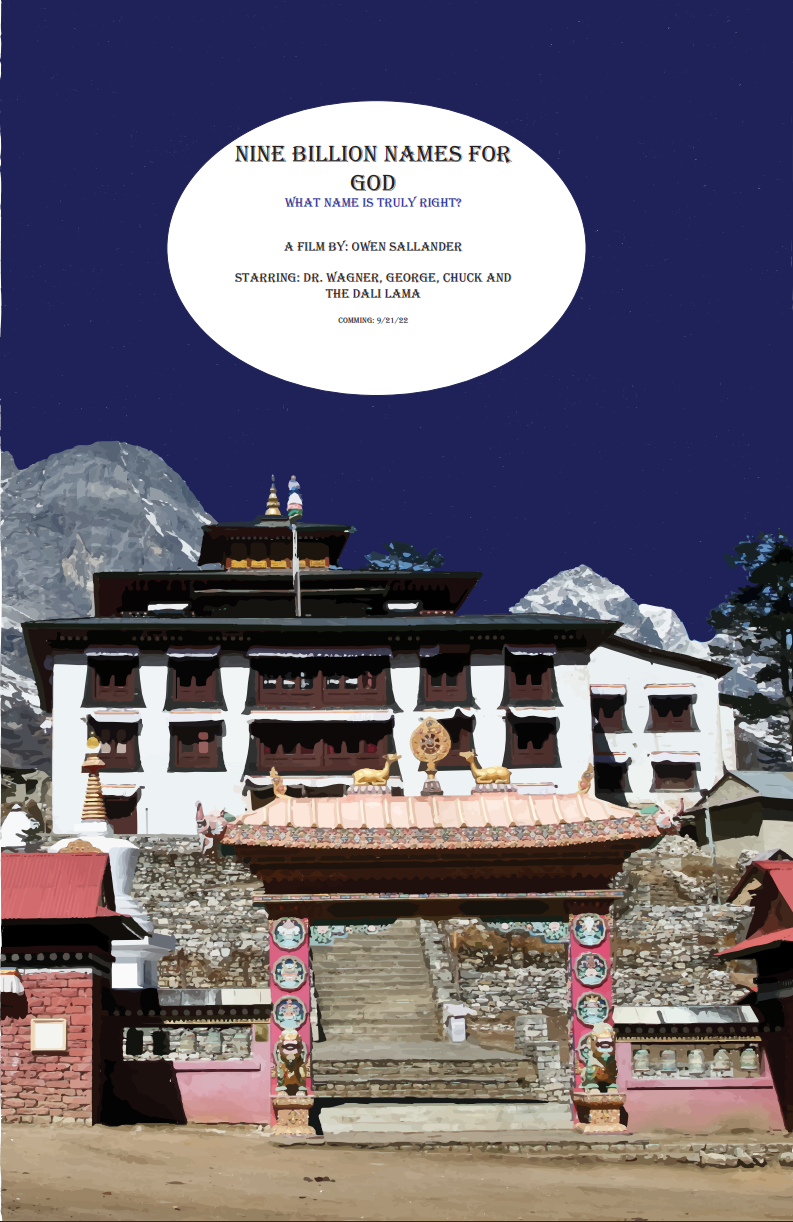 NINE BILLION NAMES FOR
GOD
WHAT NAME IS TRULY RIGHT?
A FILM BY: OWEN SALLANDER
STARRING: DR. WAGNER, GEORGE, CHUCK AND
THE DALI LAMA
COMMING: 9/21/22